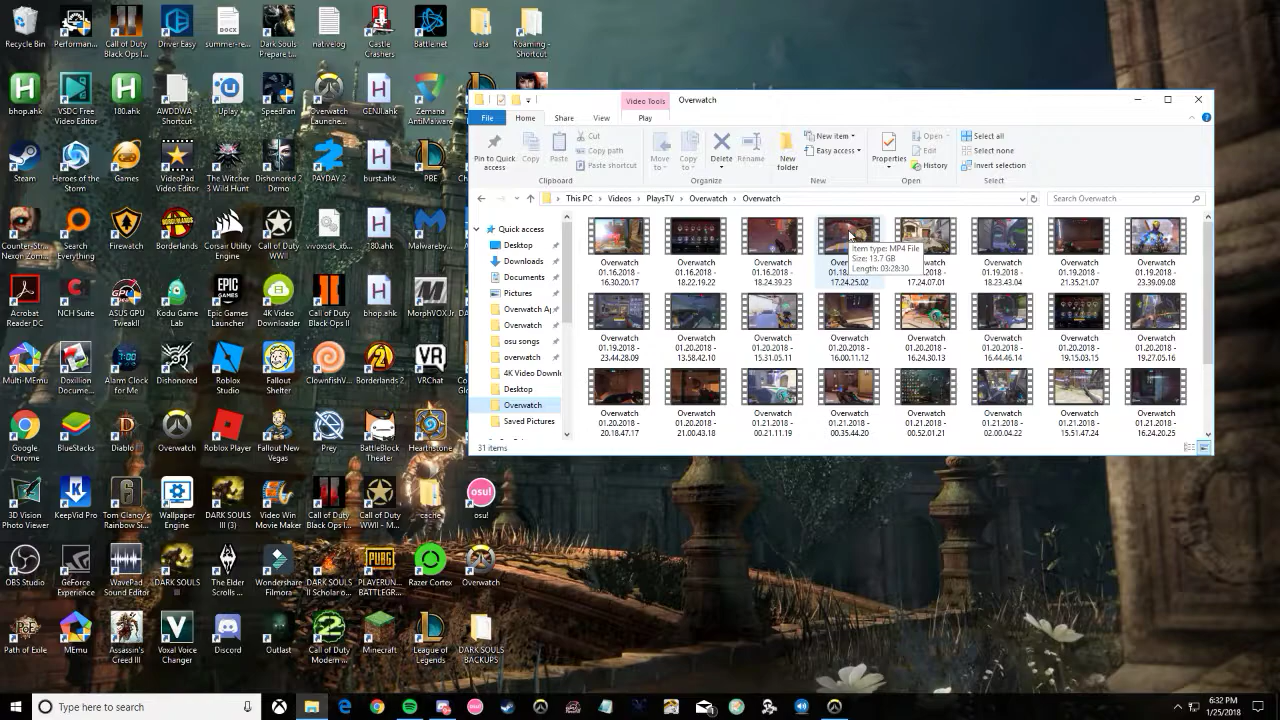 Recycle Bin
Performan...
Call of Duty
Black Ops I...
Driver Easy
DOCX
summer-re...
Dark Souls
Prepare t...
nativelog
Castle
Crashers
Battle.net
data
Roaming -
Shortcut
bhop.ahk
VSDC Free
Video Editor
180.ahk
AWDDWA -
Shortcut
Uplay
SpeedFan
Overwatch
Launche...
GENJI.ahk
Zemana
AntiMalware
Steam
Heroes of the
Storm
Games
VideoPad
Video Editor
The Witcher
3 Wild Hunt
Dishonored 2
Demo
PAYDAY 2
burst.ahk
PBE
Counter-Str...
Nexon Zom...
Search
Everything
Firewatch
Borderlands
Corsair Utility
Engine
Call of Duty
WWII
vivoxsdk_x6...
180.ahk
Malwareby...
Acrobat
Reader DC
NCH Suite
ASUS GPU
TweakII
Kodu Game
Lab
EPIC
GAMES
Epic Games
Launcher
4K Video
Downloader
Call of Duty
Black Ops II
bhop.ahk
MorphVOX Jr
Multi-MEmu
Doxillion
Docume...
Alarm Clock
for Me
Dishonored
Roblox
Studio
Fallout
Shelter
ClownfishV...
Borderlands 2
VRChat
Google
Chrome
BlueStacks
Diablo III
Overwatch
Roblox Player
Fallout New
Vegas
Prey
BattleBlock
Theater
Hearthstone
3D Vision
Photo Viewer
KeepVid Pro
Tom Clancy's
Rainbow Si...
Wallpaper
Engine
DARK SOULS
III (3)
Video Win
Movie Maker
Call of Duty
Black Ops I...
Call of Duty
WWII - M...
cache
osu!
osu!
OBS Studio
GeForce
Experience
WavePad
Sound Editor
DARK SOULS
III
The Elder
Scrolls ...
Wondershare
Filmora
DARK SOULS
II Scholar o...
PUBG
PLAYERUN...
BATTLEGR...
Razer Cortex
Overwatch
Path of Exile
MEmu
Assassin's
Creed III
Voxal Voice
Changer
Discord
Outlast
Call of Duty
Modern ...
Minecraft
League of
Legends
DARK SOULS
BACKUPS
Video Tools
Overwatch
File
Home
Share
View
Play
Pin to Quick
access
Copy
Paste
Cut
Copy path
Paste shortcut
Clipboard
Move
to
Copy
to
Delete
Rename
Organize
New
folder
New item
Easy access
New
Properties
Open
Edit
History
Open
Select all
Select none
Invert selection
Select
This PC > Videos > PlaysTV > Overwatch > Overwatch
Search Overwatch
Quick access
Desktop
Downloads
Documents
Pictures
Overwatch Ap
Overwatch
osu songs
overwatch
4K Video Downl
Desktop
Overwatch
Saved Pictures
Overwatch
01.16.2018 -
16.30.20.17
Overwatch
01.16.2018 -
18.22.19.22
Overwatch
01.16.2018 -
18.24.39.23
17.24.25.02
17.24.07.01
Overwatch
01.19.2018 -
18.23.43.04
Overwatch
01.19.2018 -
21.35.21.07
Overwatch
01.19.2018 -
23.39.09.08
Item type: MP4 File
Size: 13.7 GB
Length: 03:28:30
Overwatch
01.19.2018 -
23.44.28.09
Overwatch
01.20.2018 -
13.58.42.10
Overwatch
01.20.2018 -
15.31.05.11
Overwatch
01.20.2018 -
16.00.11.12
Overwatch
01.20.2018 -
16.24.30.13
Overwatch
01.20.2018 -
16.44.46.14
Overwatch
01.20.2018 -
19.15.03.15
Overwatch
01.20.2018 -
19.27.05.16
Overwatch
01.20.2018 -
20.18.47.17
Overwatch
01.20.2018 -
21.00.43.18
Overwatch
01.21.2018 -
00.21.11.19
Overwatch
01.21.2018 -
00.35.44.20
Overwatch
01.21.2018 -
00.52.01.21
Overwatch
01.21.2018 -
02.00.04.22
Overwatch
01.21.2018 -
15.51.47.24
Overwatch
01.21.2018 -
16.24.20.25
31 items
Type here to search
6:32 PM
1/25/2018